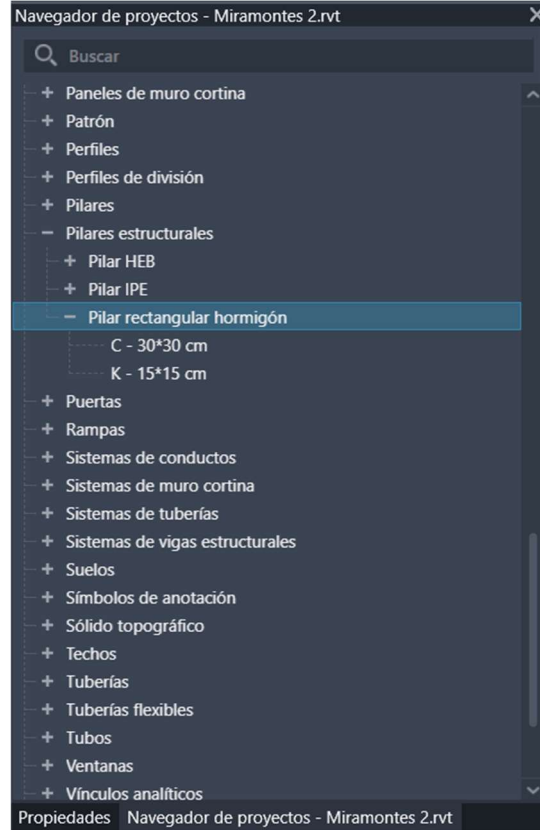 Navegador de proyectos - Miramontes 2.rvt
Buscar
Paneles de muro cortina
Patrón
Perfiles
Perfiles de división
Pilares
Pilares estructurales
Pilar HEB
Pilar IPE
Pilar rectangular hormigón
C - 30*30 cm
K - 15*15 cm
Puertas
Rampas
Sistemas de conductos
Sistemas de muro cortina
Sistemas de tuberías
Sistemas de vigas estructurales
Suelos
Símbolos de anotación
Sólido topográfico
Techos
Tuberías
Tuberías flexibles
Tubos
Ventanas
Vínculos analíticos
Propiedades Navegador de proyectos - Miramontes 2.rvt